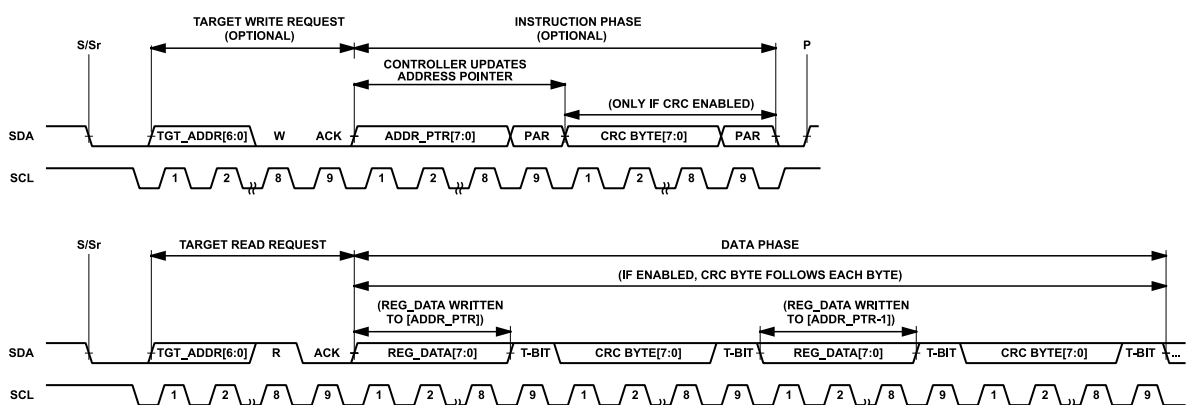 TARGET WRITE REQUEST
(OPTIONAL)
INSTRUCTION PHASE
(OPTIONAL)
S/Sr
P
CONTROLLER UPDATES
ADDRESS POINTER
(ONLY IF CRC ENABLED)
SDA TGT_ADDR[6:0] W ACK ADDR_PTR[7:0] PAR CRC BYTE[7:0] PAR
SCL 1 2 8 9 1 2 8 9 1 2 8 9
S/Sr
TARGET READ REQUEST
DATA PHASE
(IF ENABLED, CRC BYTE FOLLOWS EACH BYTE)
(REG_DATA WRITTEN
TO [ADDR_PTR])
(REG_DATA WRITTEN
TO [ADDR_PTR-1])
SDA TGT_ADDR[6:0] R ACK REG_DATA[7:0] T-BIT CRC BYTE[7:0] T-BIT REG_DATA[7:0] T-BIT CRC BYTE[7:0] T-BIT ...
SCL 1 2 8 9 1 2 8 9 1 2 8 9 1 2 8 9 1 2 8 9